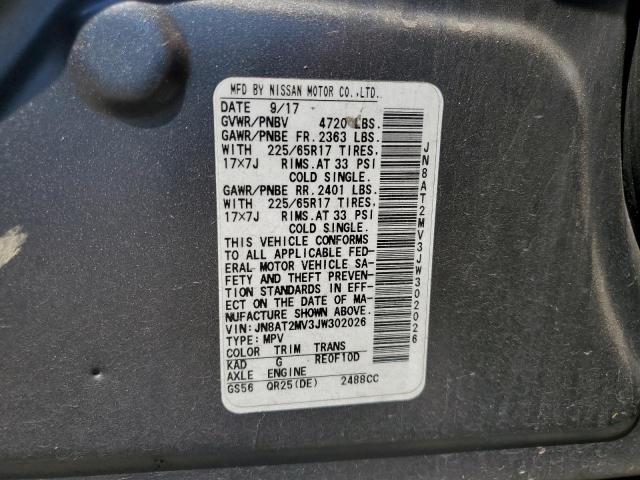 MFD BY NISSAN MOTOR CO.,LTD.
DATE 9/17
GVWR/PNBV 4720 LBS.
GAWR/PNBE FR. 2363 LBS.
WITH 225/65R17 TIRES,
17×7J RIMS.AT 33 PSI
COLD SINGLE.
GAWR/PNBE RR. 2401 LBS.
WITH 225/65R17 TIRES,
17×7J RIMS.AT 33 PSI
COLD SINGLE.
THIS VEHICLE CONFORMS
TO ALL APPLICABLE FED-
ERAL MOTOR VEHICLE SA-
FETY AND THEFT PREVEN-
TION STANDARDS IN EFF-
ECT ON THE DATE OF MA-
NUFACTURE SHOWN ABOVE.
VIN: JN8AT2MV3JW302026
TYPE: MPV
COLOR TRIM TRANS
KAD G RE0F10D
AXLE ENGINE
GS56 QR25(DE) 2488CC
JN8AT2MV3JW302026